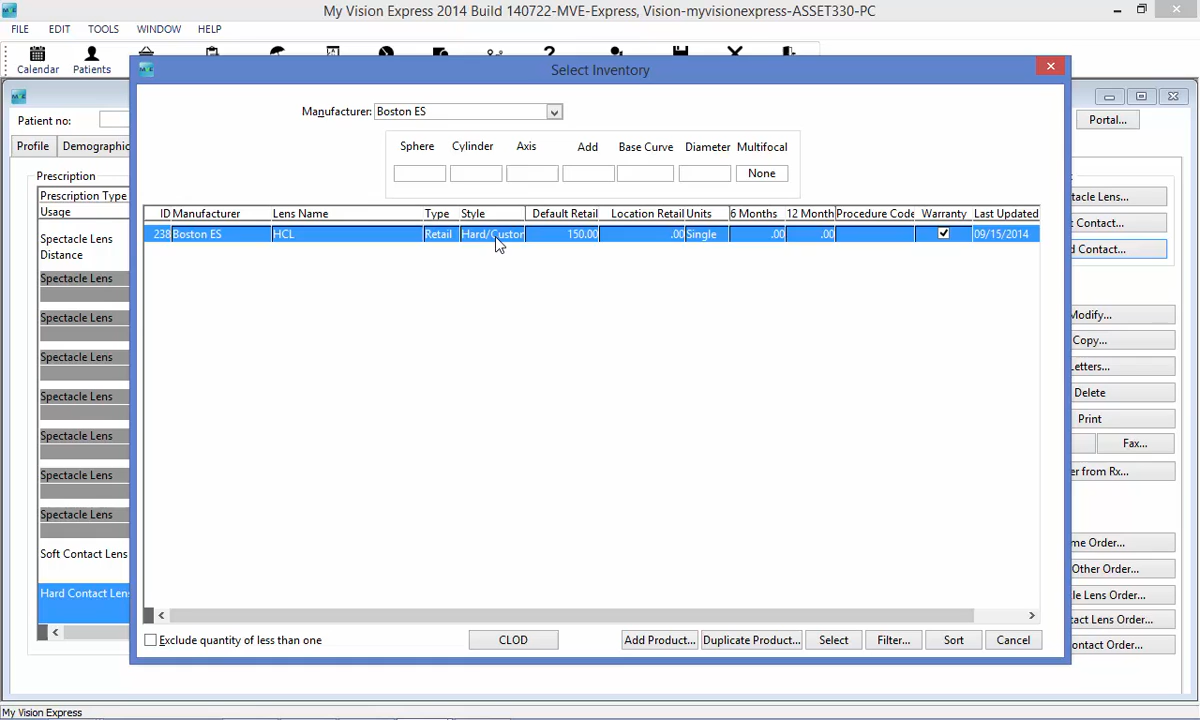 My Vision Express 2014 Build 140722-MVE-Express, Vision-myvisionexpress-ASSET330-PC
FILE EDIT TOOLS WINDOW HELP
Calendar Patients
Select Inventory
Patient no:
Portal...
Profile Demographic
Manufacturer: Boston ES
Sphere Cylinder Axis Add Base Curve Diameter Multifocal
None
Prescription
Prescription Type
Usage
Spectacle Lens
Distance
Spectacle Lens
Spectacle Lens
Spectacle Lens
Spectacle Lens
Spectacle Lens
Spectacle Lens
Spectacle Lens
Soft Contact Lens
Hard Contact Lens
ID Manufacturer Lens Name Type Style Default Retail Location Retail Units 6 Months 12 Month Procedure Code Warranty Last Updated
238 Boston ES HCL Retail Hard/Custor 150.00 .00 Single .00 .00 09/15/2014
tacle Lens...
t Contact...
d Contact...
Modify...
Copy...
Letters...
Delete
Print
Fax...
er from Rx...
me Order...
Other Order...
le Lens Order...
tact Lens Order...
ontact Order...
Exclude quantity of less than one
CLOD Add Product... Duplicate Product... Select Filter... Sort Cancel
My Vision Express